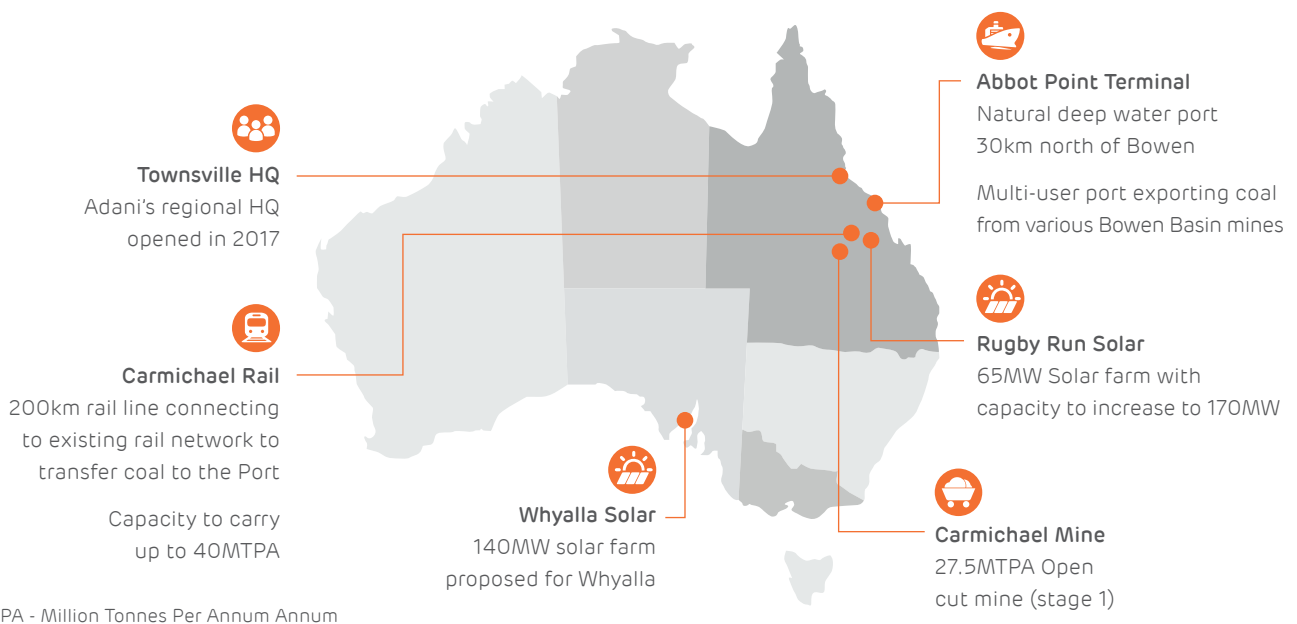 Townsville HQ
Adani's regional HQ
opened in 2017
Carmichael Rail
200km rail line connecting
to existing rail network to
transfer coal to the Port
Capacity to carry
up to 40MTPA
Whyalla Solar
140MW solar farm
proposed for Whyalla
Abbot Point Terminal
Natural deep water port
30km north of Bowen
Multi-user port exporting coal
from various Bowen Basin mines
Rugby Run Solar
65MW Solar farm with
capacity to increase to 170MW
Carmichael Mine
27.5MTPA Open
cut mine (stage 1)
PA - Million Tonnes Per Annum Annum